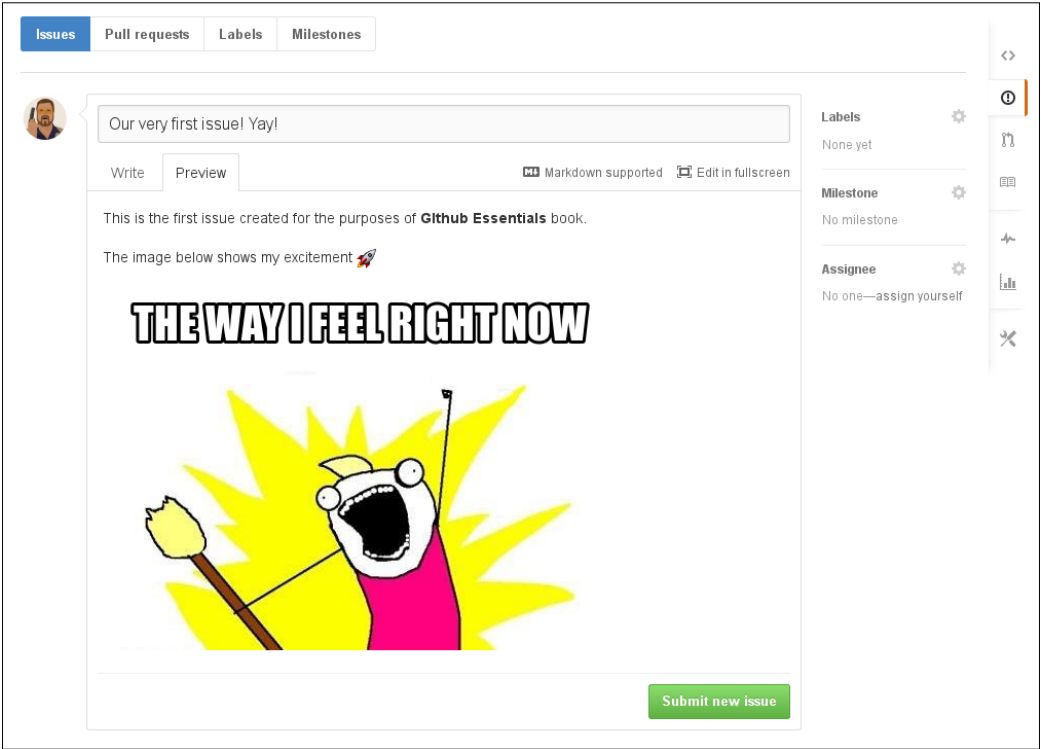 Issues Pull requests Labels Milestones
Our very first issue! Yay!
Write Preview Markdown supported Edit in fullscreen
This is the first issue created for the purposes of GIthub Essentials book.
The image below shows my excitement
THE WAY I FEEL RIGHT NOW
Submit new issue
Labels
None yet
Milestone
No milestone
Assignee
No one—assign yourself